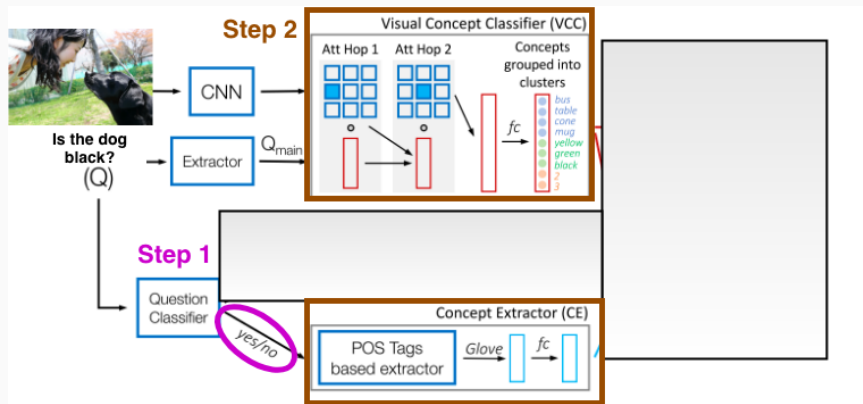 Step 2
Visual Concept Classifier (VCC)
Att Hop 1
Att Hop 2
Concepts
grouped into
clusters
CNN
bus
table
cone
mug
yellow
green
black
2
3
fc
Is the dog
black?
(Q)
Extractor
Qmain
Step 1
Question
Classifier
yes/no
Concept Extractor (CE)
POS Tags
based extractor
Glove
fc